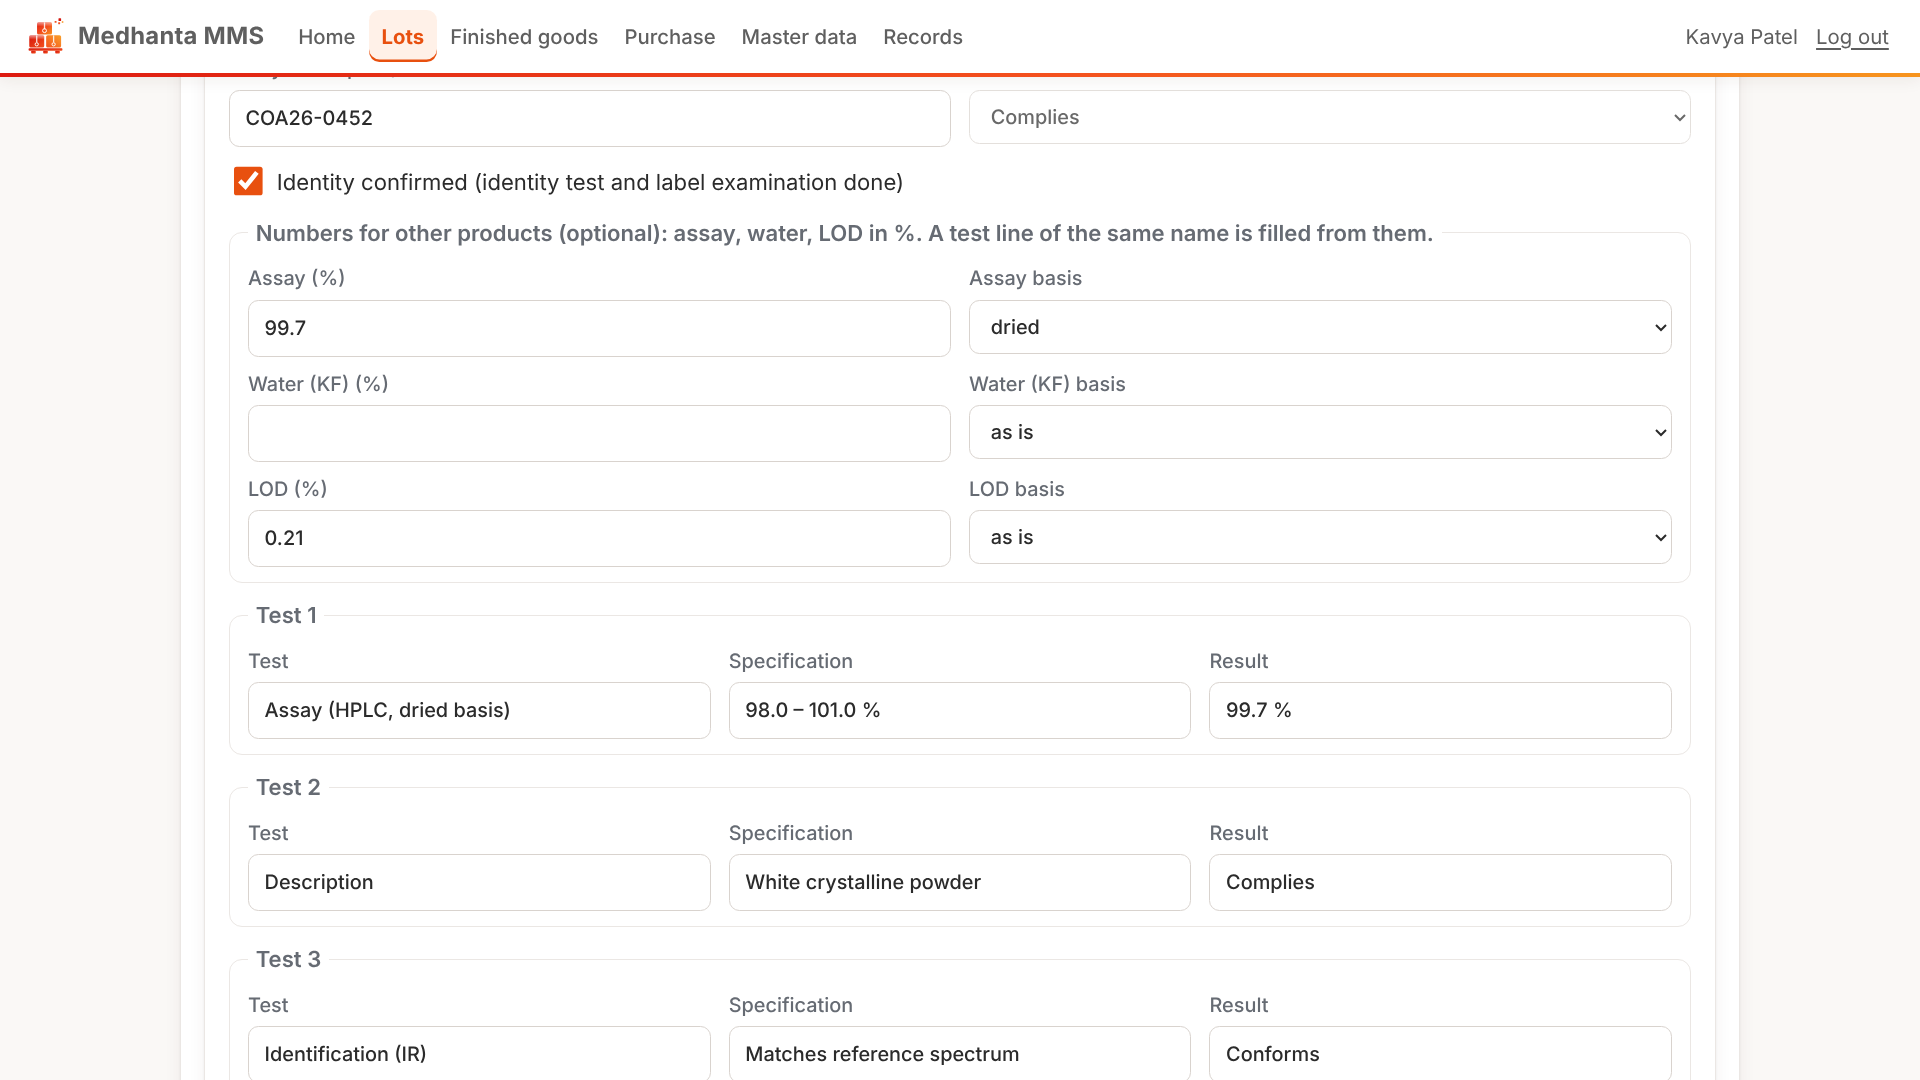 Medhanta MMS Home Lots Finished goods Purchase Master data Records Kavya Patel Log out
COA26-0452 Complies
Identity confirmed (identity test and label examination done)
Numbers for other products (optional): assay, water, LOD in %. A test line of the same name is filled from them.
Assay (%) Assay basis
99.7 dried
Water (KF) (%) Water (KF) basis
as is
LOD (%) LOD basis
0.21 as is
Test 1
Test Specification Result
Assay (HPLC, dried basis) 98.0 – 101.0 % 99.7 %
Test 2
Test Specification Result
Description White crystalline powder Complies
Test 3
Test Specification Result
Identification (IR) Matches reference spectrum Conforms